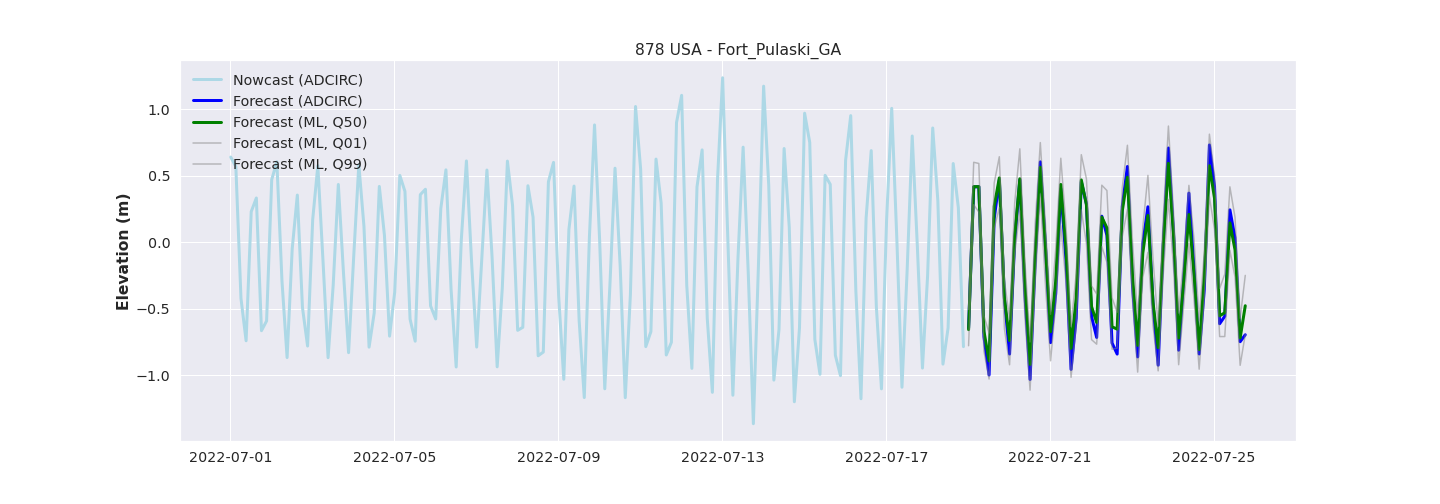 878 USA - Fort_Pulaski_GA
Nowcast (ADCIRC)
Forecast (ADCIRC)
Forecast (ML, Q50)
Forecast (ML, Q01)
Forecast (ML, Q99)
Elevation (m)
1.0
0.5
0.0
−0.5
−1.0
2022-07-01
2022-07-05
2022-07-09
2022-07-13
2022-07-17
2022-07-21
2022-07-25